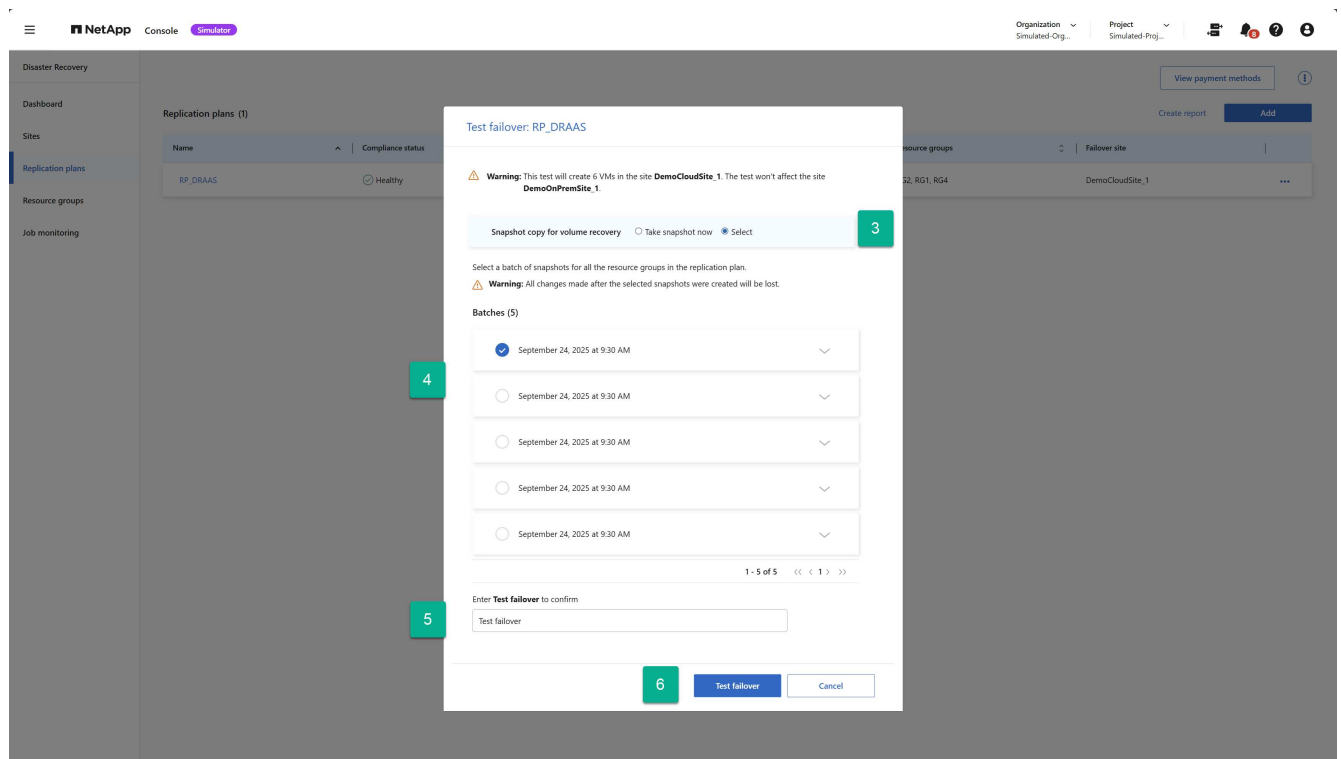 NetApp Console Simulator
Organization
Simulated-Org...
Project
Simulated-Proj...
8
Disaster Recovery
Dashboard
Sites
Replication plans
Resource groups
Job monitoring
View payment methods
Replication plans (1)
Create report
Add
Name
Compliance status
esource groups
Failover site
RP_DRAAS
Healthy
G2, RG1, RG4
DemoCloudSite_1
Test failover: RP_DRAAS
Warning: This test will create 6 VMs in the site DemoCloudSite_1. The test won't affect the site
DemoOnPremSite_1.
Snapshot copy for volume recovery Take snapshot now Select
3
Select a batch of snapshots for all the resource groups in the replication plan.
Warning: All changes made after the selected snapshots were created will be lost.
Batches (5)
September 24, 2025 at 9:30 AM
4
September 24, 2025 at 9:30 AM
September 24, 2025 at 9:30 AM
September 24, 2025 at 9:30 AM
September 24, 2025 at 9:30 AM
1 - 5 of 5 << < 1 > >>
Enter Test failover to confirm
5
Test failover
6
Test failover
Cancel